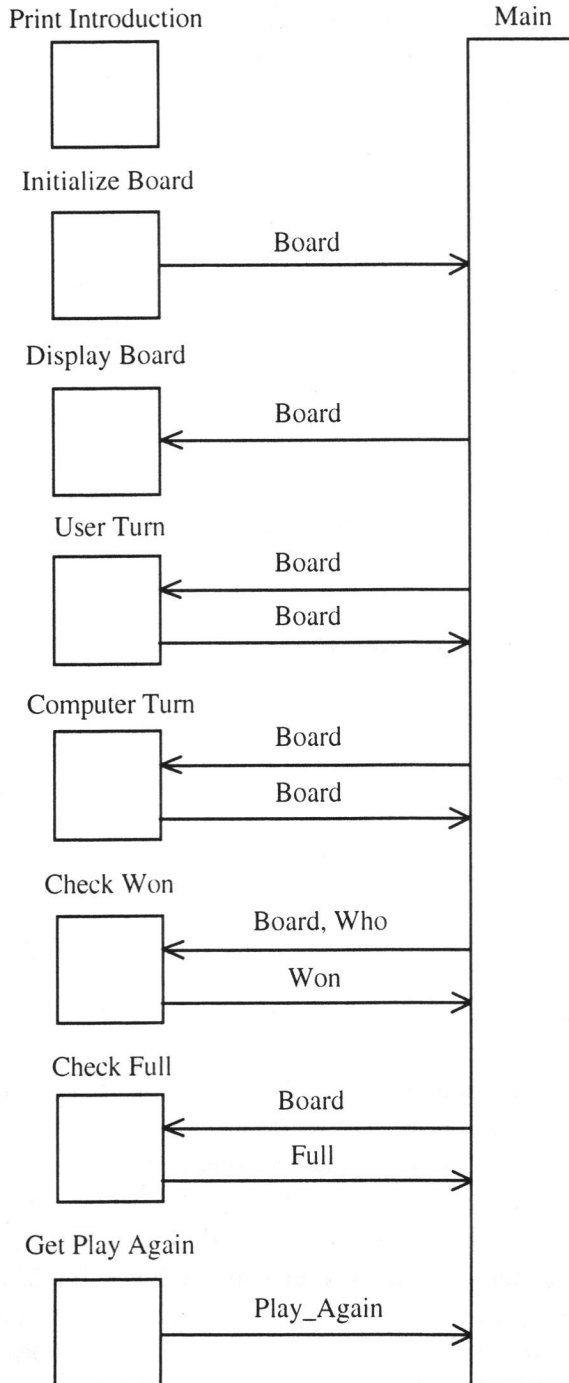 Print Introduction
Main
Initialize Board
Board
Display Board
Board
User Turn
Board
Board
Computer Turn
Board
Board
Check Won
Board, Who
Won
Check Full
Board
Full
Get Play Again
Play_Again